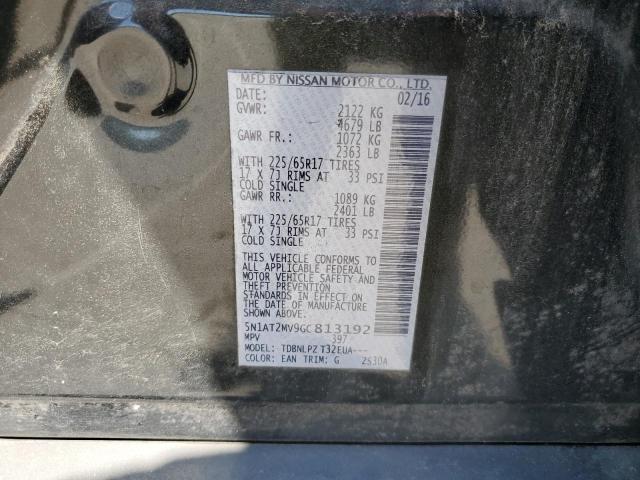 MFD BY NISSAN MOTOR CO., LTD.
DATE: 02/16
GVWR: 2122 KG
4679 LB
GAWR FR.: 1072 KG
2363 LB
WITH 225/65R17 TIRES
17 X 7J RIMS AT 33 PSI
COLD SINGLE
GAWR RR.: 1089 KG
2401 LB
WITH 225/65R17 TIRES
17 X 7J RIMS AT 33 PSI
COLD SINGLE
THIS VEHICLE CONFORMS TO
ALL APPLICABLE FEDERAL
MOTOR VEHICLE SAFETY AND
THEFT PREVENTION
STANDARDS IN EFFECT ON
THE DATE OF MANUFACTURE
SHOWN ABOVE.
5N1AT2MV9GC813192
MPV 397
MODEL: TDBNLPZ T32EUA---
COLOR: EAN TRIM: G 2S30A